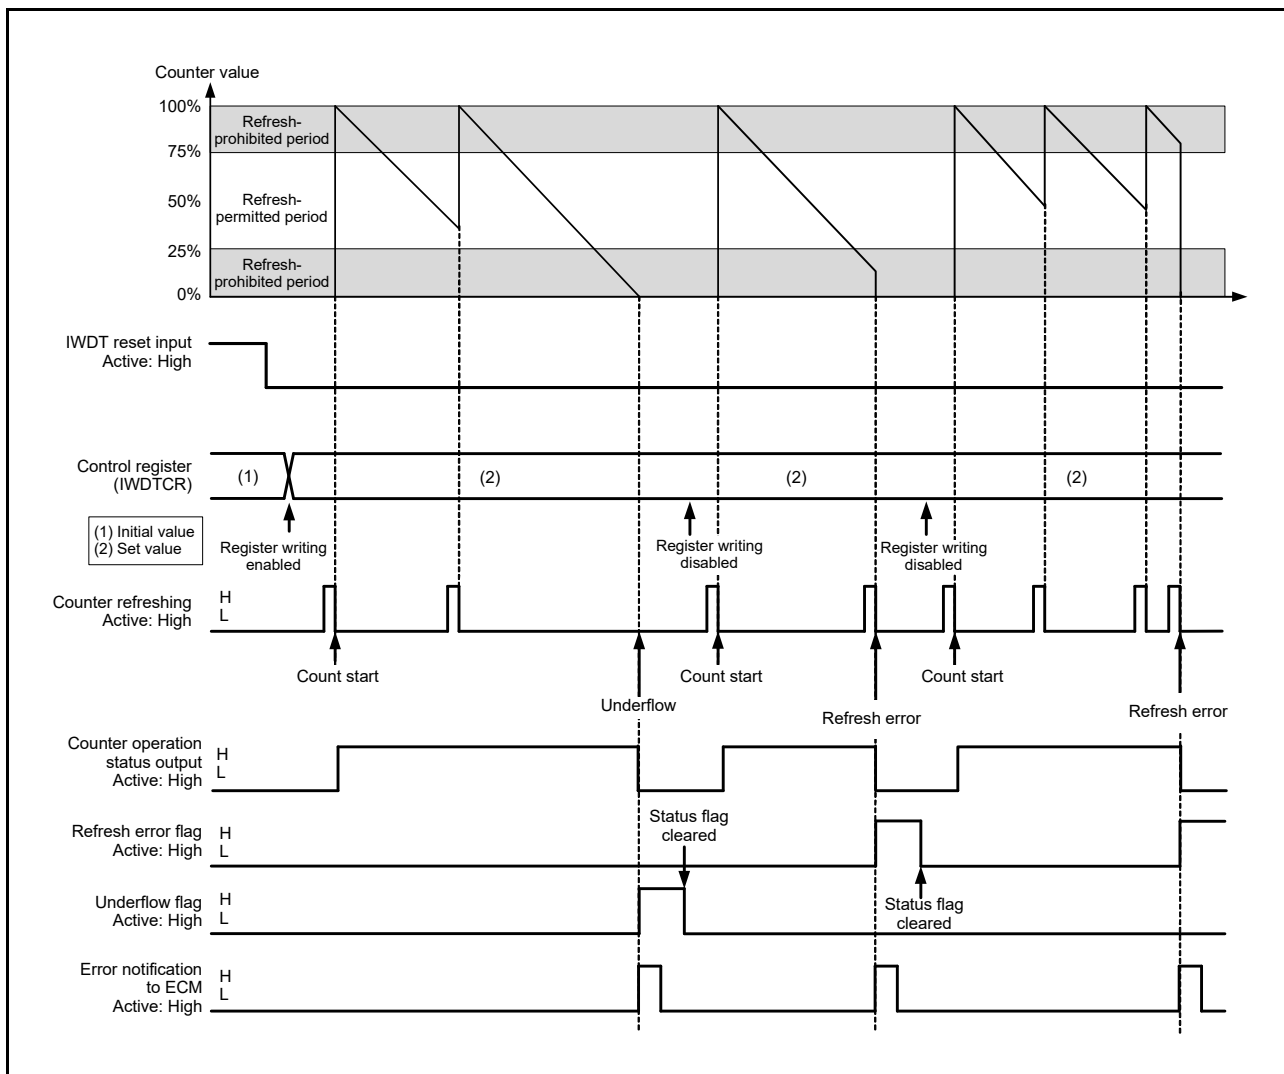 Counter value
100%
Refresh-
prohibited period
75%
50%
Refresh-
permitted period
25%
Refresh-
prohibited period
0%
IWDT reset input
Active: High
Control register
(IWDTCR)
(1)
(2)
(2)
(2)
(1) Initial value
(2) Set value
Register writing
enabled
Register writing
disabled
Register writing
disabled
Counter refreshing
Active: High
H
L
Count start
Count start
Count start
Underflow
Refresh error
Refresh error
Counter operation
status output
Active: High
H
L
Status flag
cleared
Refresh error flag
Active: High
H
L
Underflow flag
Active: High
H
L
Status flag
cleared
Error notification
to ECM
Active: High
H
L